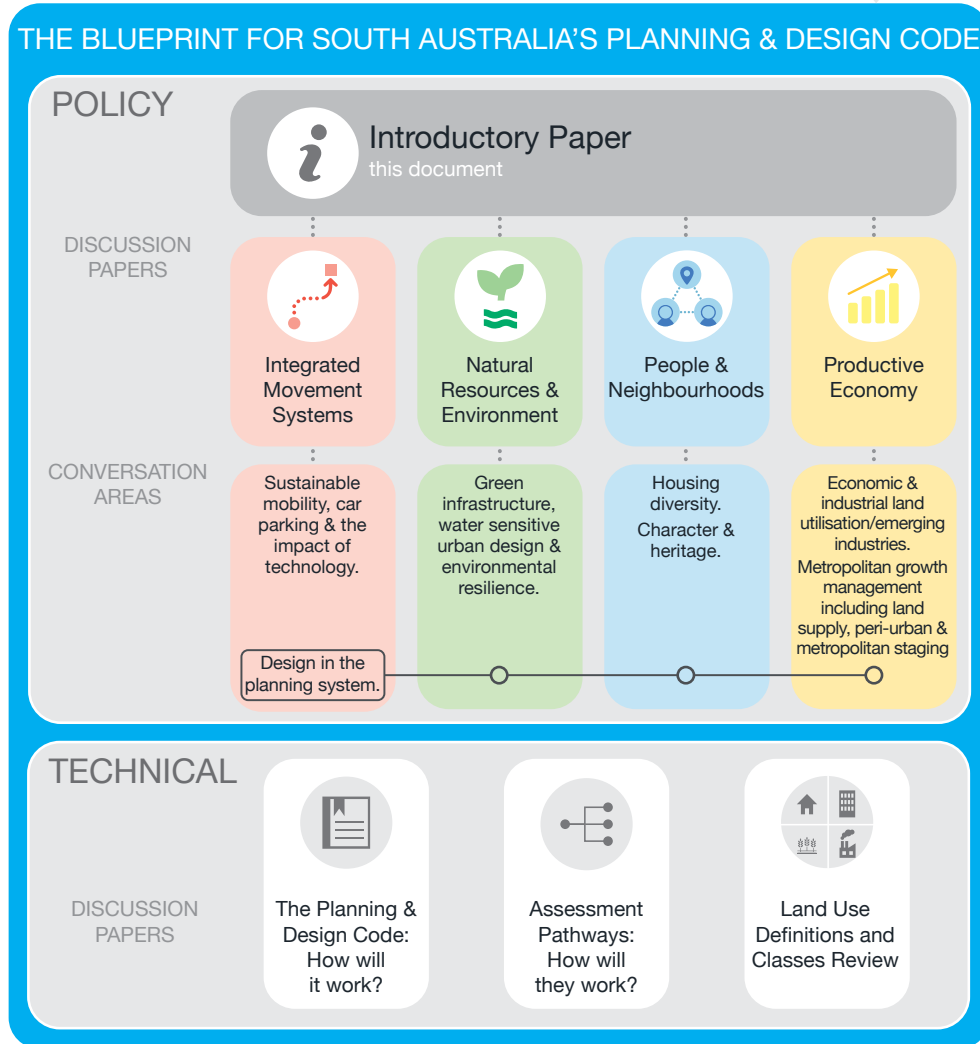 THE BLUEPRINT FOR SOUTH AUSTRALIA'S PLANNING & DESIGN CODE
POLICY
Introductory Paper
this document
DISCUSSION
PAPERS
Integrated
Movement
Systems
Natural
Resources &
Environment
People &
Neighbourhoods
Productive
Economy
CONVERSATION
AREAS
Sustainable
mobility, car
parking & the
impact of
technology.
Green
infrastructure,
water sensitive
urban design &
environmental
resilience.
Housing
diversity.
Character &
heritage.
Economic &
industrial land
utilisation/emerging
industries.
Metropolitan growth
management
including land
supply, peri-urban &
metropolitan staging
Design in the
planning system.
TECHNICAL
DISCUSSION
PAPERS
The Planning &
Design Code:
How will
it work?
Assessment
Pathways:
How will
they work?
Land Use
Definitions and
Classes Review